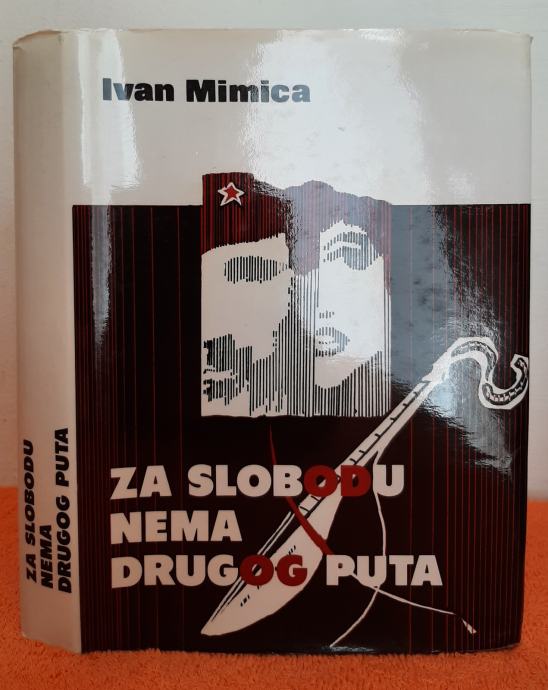 Ivan Mimica
ZA SLOBODU
NEMA
DRUGOG PUTA
ZA SLOBODU
NEMA
DRUGOG PUTA